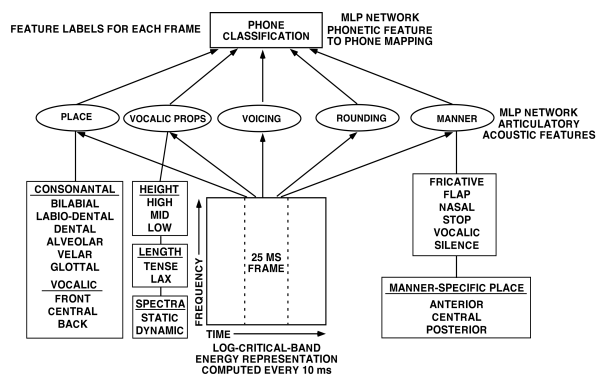 FEATURE LABELS FOR EACH FRAME
PHONE
CLASSIFICATION
MLP NETWORK
PHONETIC FEATURE
TO PHONE MAPPING
PLACE
VOCALIC PROPS
VOICING
ROUNDING
MANNER
MLP NETWORK
ARTICULATORY
ACOUSTIC FEATURES
CONSONANTAL
BILABIAL
LABIO-DENTAL
DENTAL
ALVEOLAR
VELAR
GLOTTAL
VOCALIC
FRONT
CENTRAL
BACK
HEIGHT
HIGH
MID
LOW
LENGTH
TENSE
LAX
SPECTRA
STATIC
DYNAMIC
FREQUENCY
25 MS
FRAME
TIME
LOG-CRITICAL-BAND
ENERGY REPRESENTATION
COMPUTED EVERY 10 ms
FRICATIVE
FLAP
NASAL
STOP
VOCALIC
SILENCE
MANNER-SPECIFIC PLACE
ANTERIOR
CENTRAL
POSTERIOR